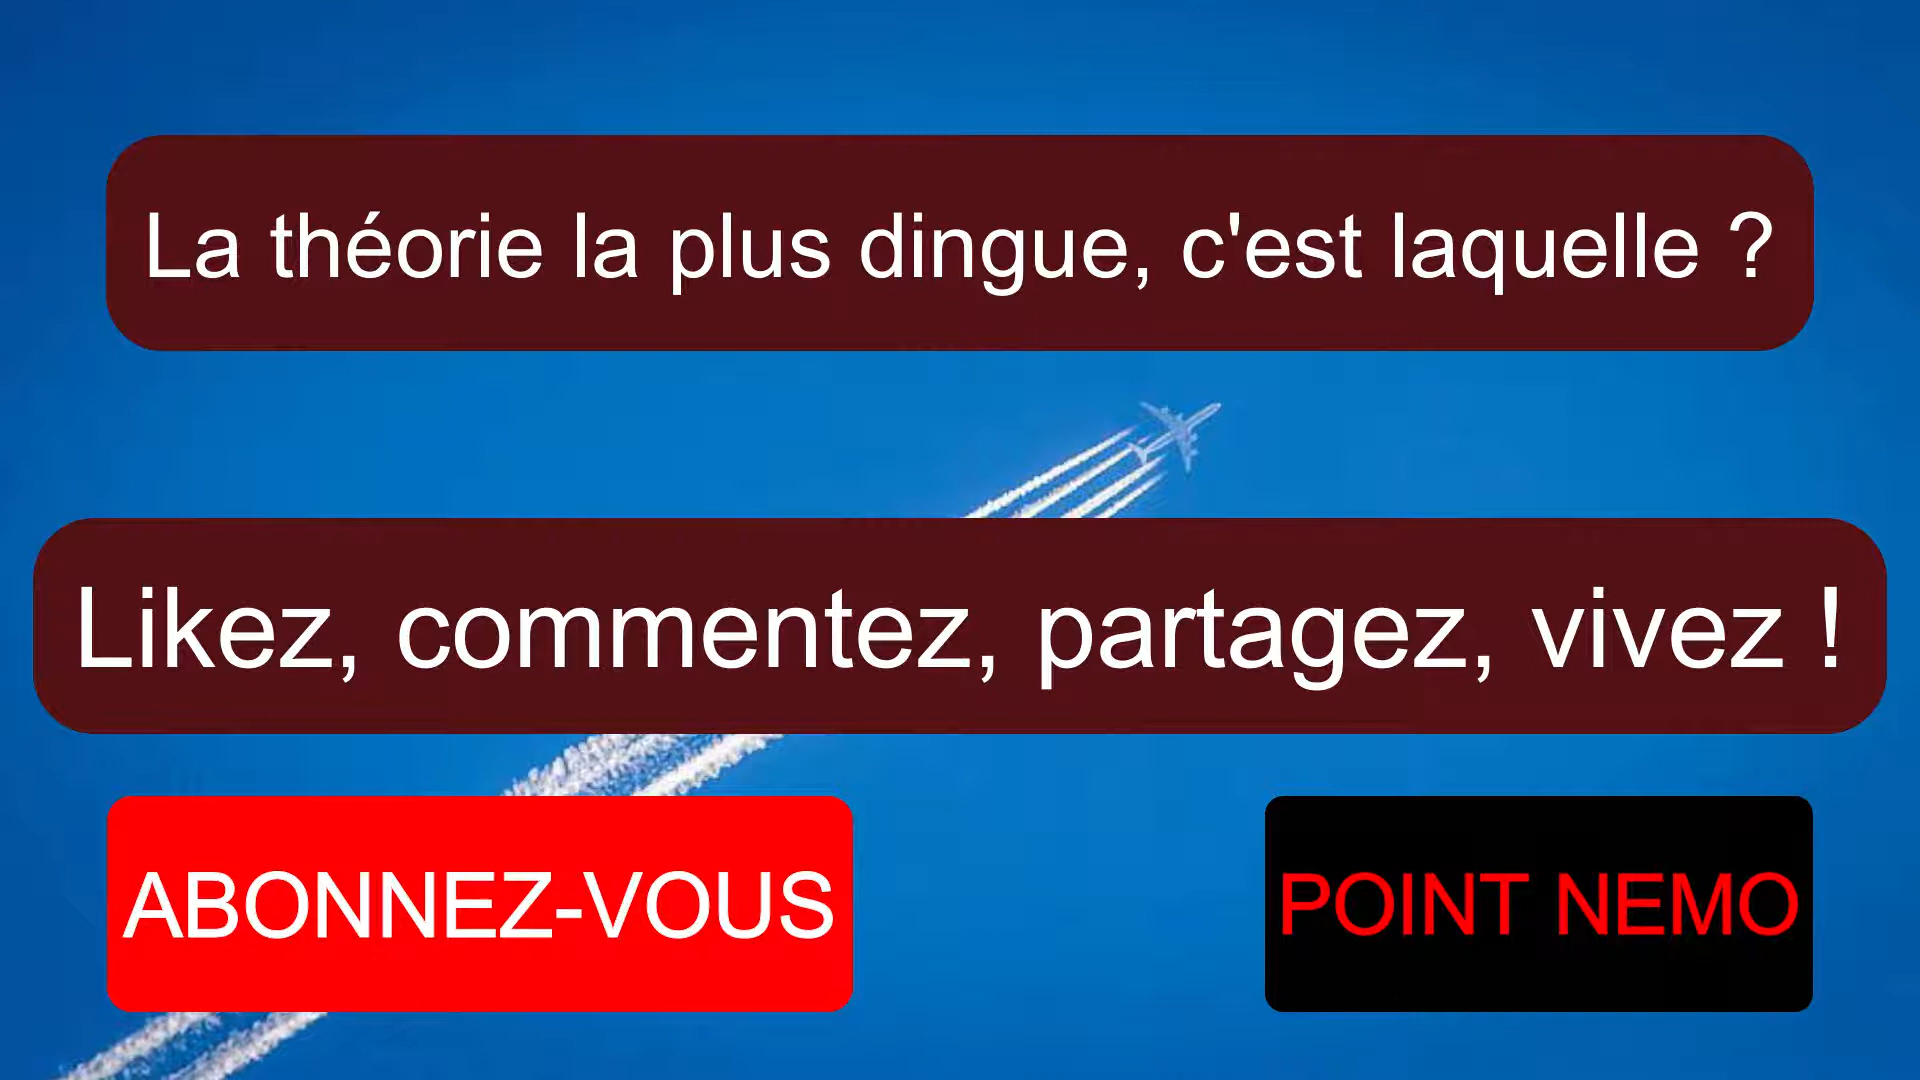 La théorie la plus dingue, c'est laquelle ?
Likez, commentez, partagez, vivez !
ABONNEZ-VOUS
POINT NEMO